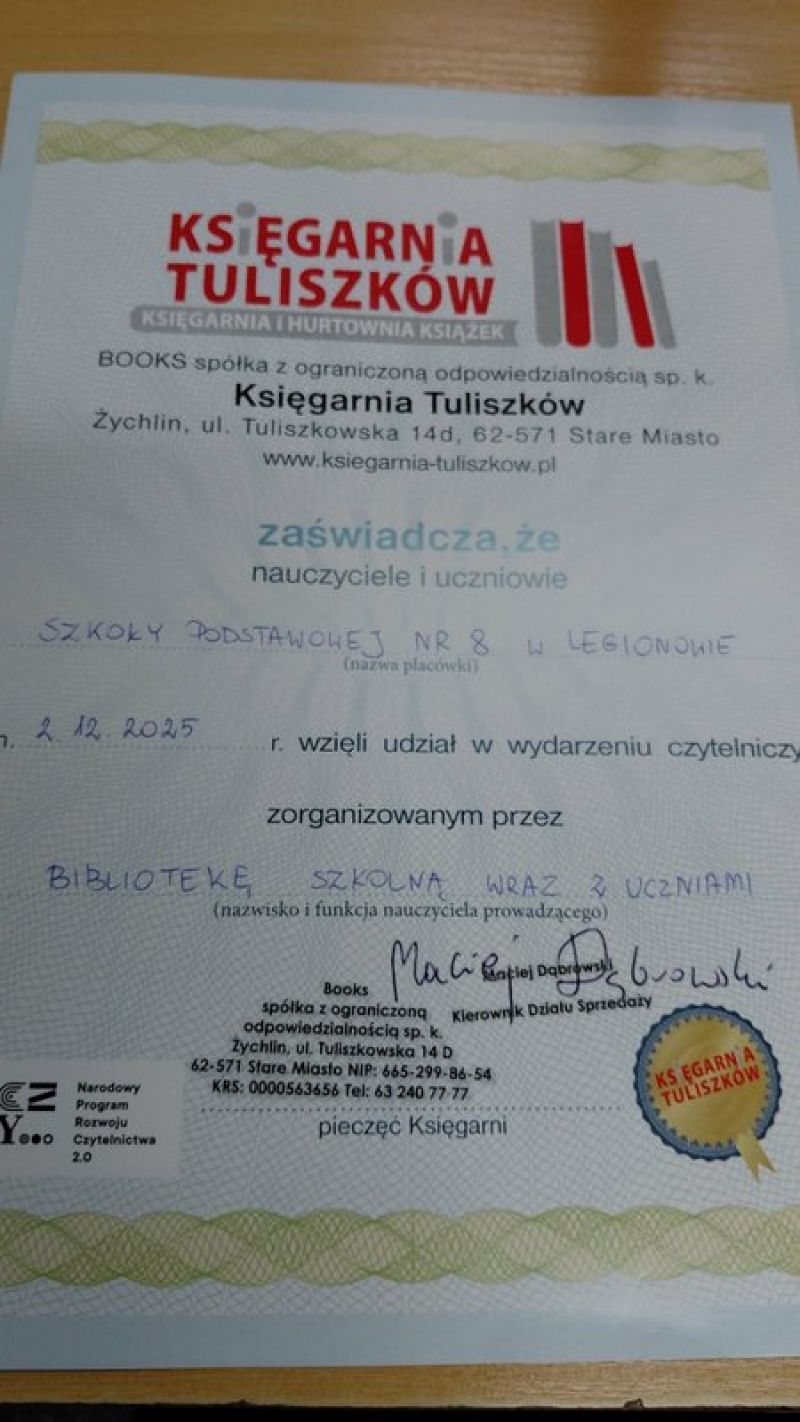 KSIĘGARNIA
TULISZKÓW
KSIĘGARNIA I HURTOWNIA KSIĄŻEK
BOOKS spółka z ograniczoną odpowiedzialnością sp. k.
Księgarnia Tuliszków
Żychlin, ul. Tuliszkowska 14d, 62-571 Stare Miasto
www.ksiegarnia-tuliszkow.pl
zaświadcza,że
nauczyciele i uczniowie
SZKOŁY PODSTAWOWEJ NR 8 W LEGIONOWIE
(nazwa placówki)
2.12.2025 r. wzięli udział w wydarzeniu czytelniczy
zorganizowanym przez
BIBLIOTEKĘ SZKOLNĄ WRAZ Z UCZNIAMI
(nazwisko i funkcja nauczyciela prowadzącego)
Maciej Dąbrowski
Maciej Dąbrowski
Kierownik Działu Sprzedaży
Books
spółka z ograniczoną
odpowiedzialnością sp. k.
Żychlin, ul. Tuliszkowska 14 D
62-571 Stare Miasto NIP: 665-299-86-54
KRS: 0000563656 Tel: 63 240 77 77
pieczęć Księgarni
Narodowy
Program
Rozwoju
Czytelnictwa
2.0
KSIĘGARNIA
TULISZKÓW